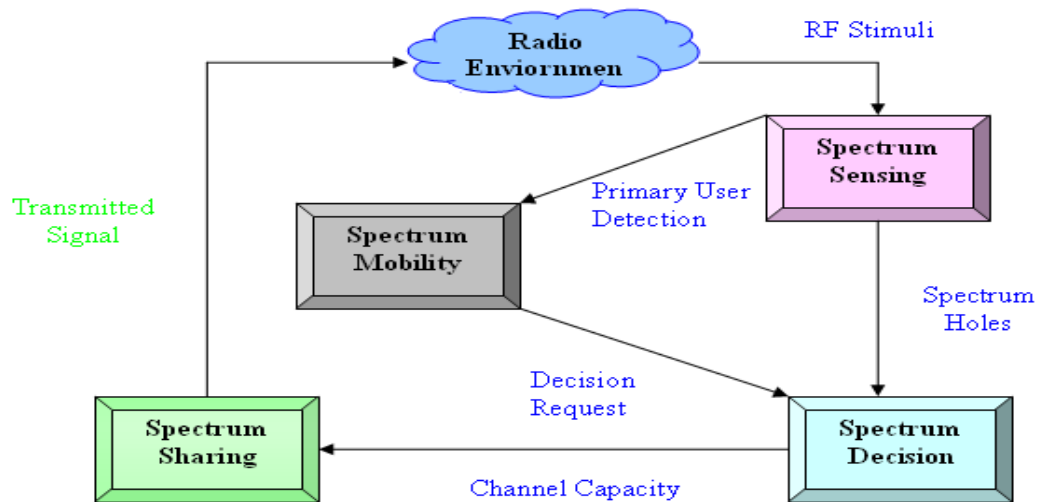 RF Stimuli
Radio
Enviornmen
Spectrum
Sensing
Primary User
Detection
Transmitted
Signal
Spectrum
Mobility
Spectrum
Holes
Decision
Request
Spectrum
Sharing
Spectrum
Decision
Channel Capacity